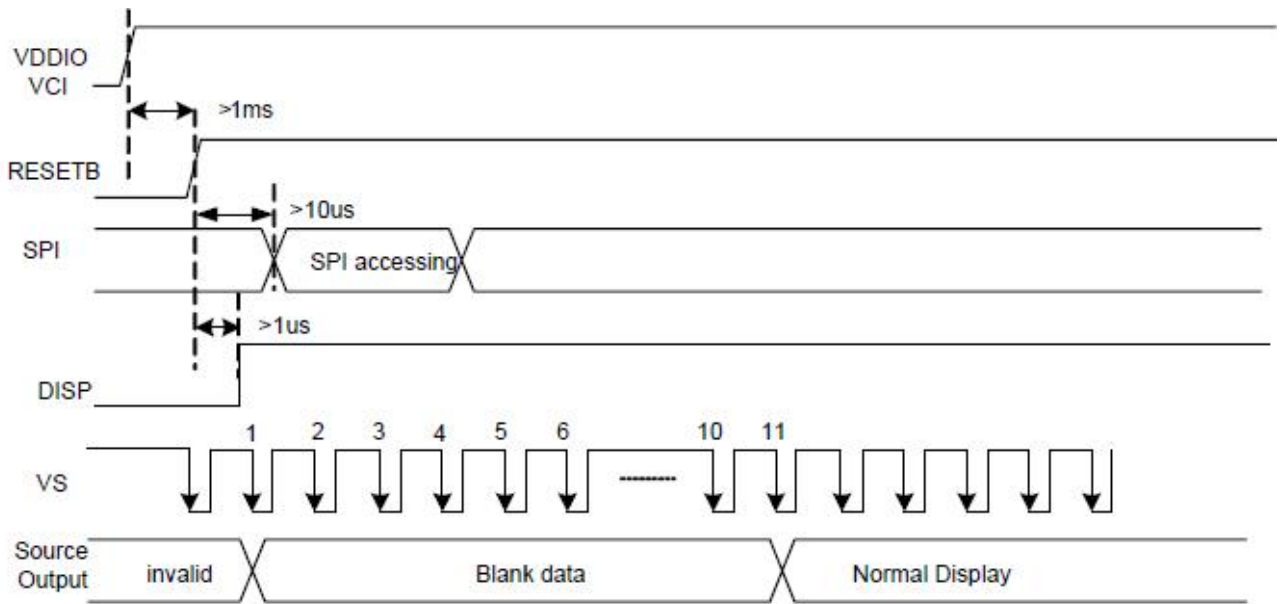 VDDIO
VCI
>1ms
RESETB
>10us
SPI
SPI accessing
>1us
DISP
1 2 3 4 5 6 10 11
VS
Source
Output
invalid
Blank data
Normal Display